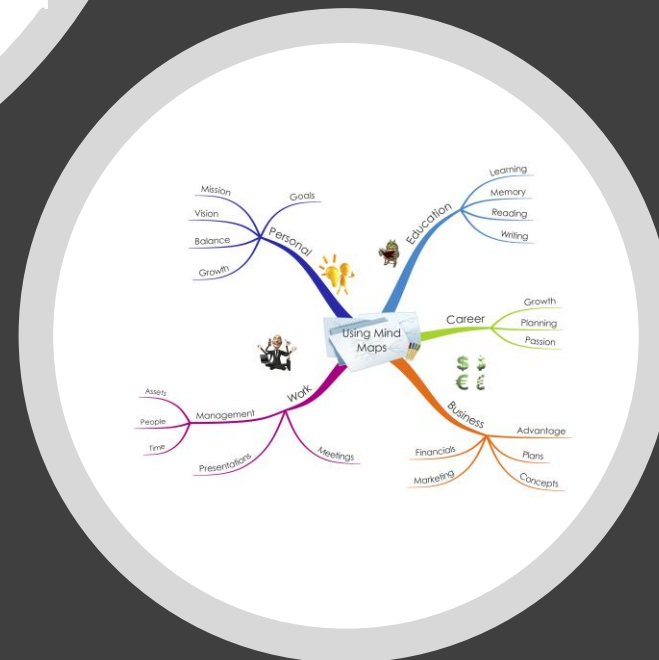 Using Mind
Maps
Personal
Goals
Mission
Vision
Balance
Growth
Education
Learning
Memory
Reading
Writing
Career
Growth
Planning
Passion
Business
Advantage
Plans
Concepts
Financials
Marketing
Work
Management
Assets
People
Time
Presentations
Meetings